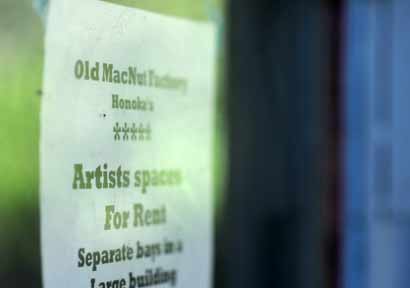 Old MacNut Factory
Honoka'a
Artists spaces
For Rent
Separate bays in a
Large building